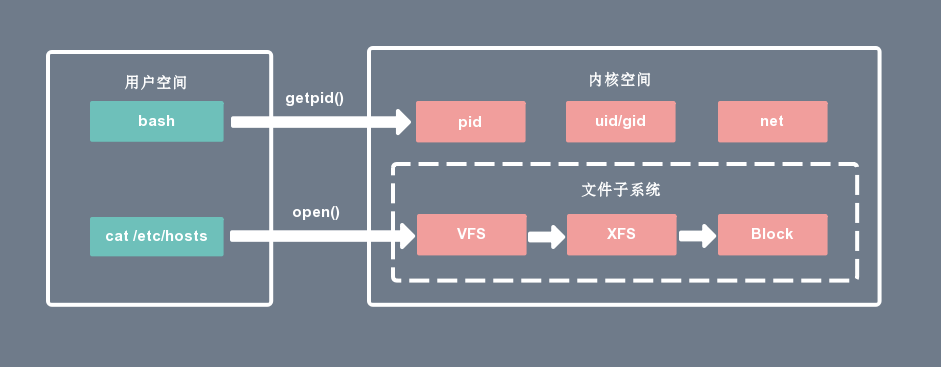 用户空间
内核空间
bash
getpid()
pid
uid/gid
net
文件子系统
cat /etc/hosts
open()
VFS
XFS
Block